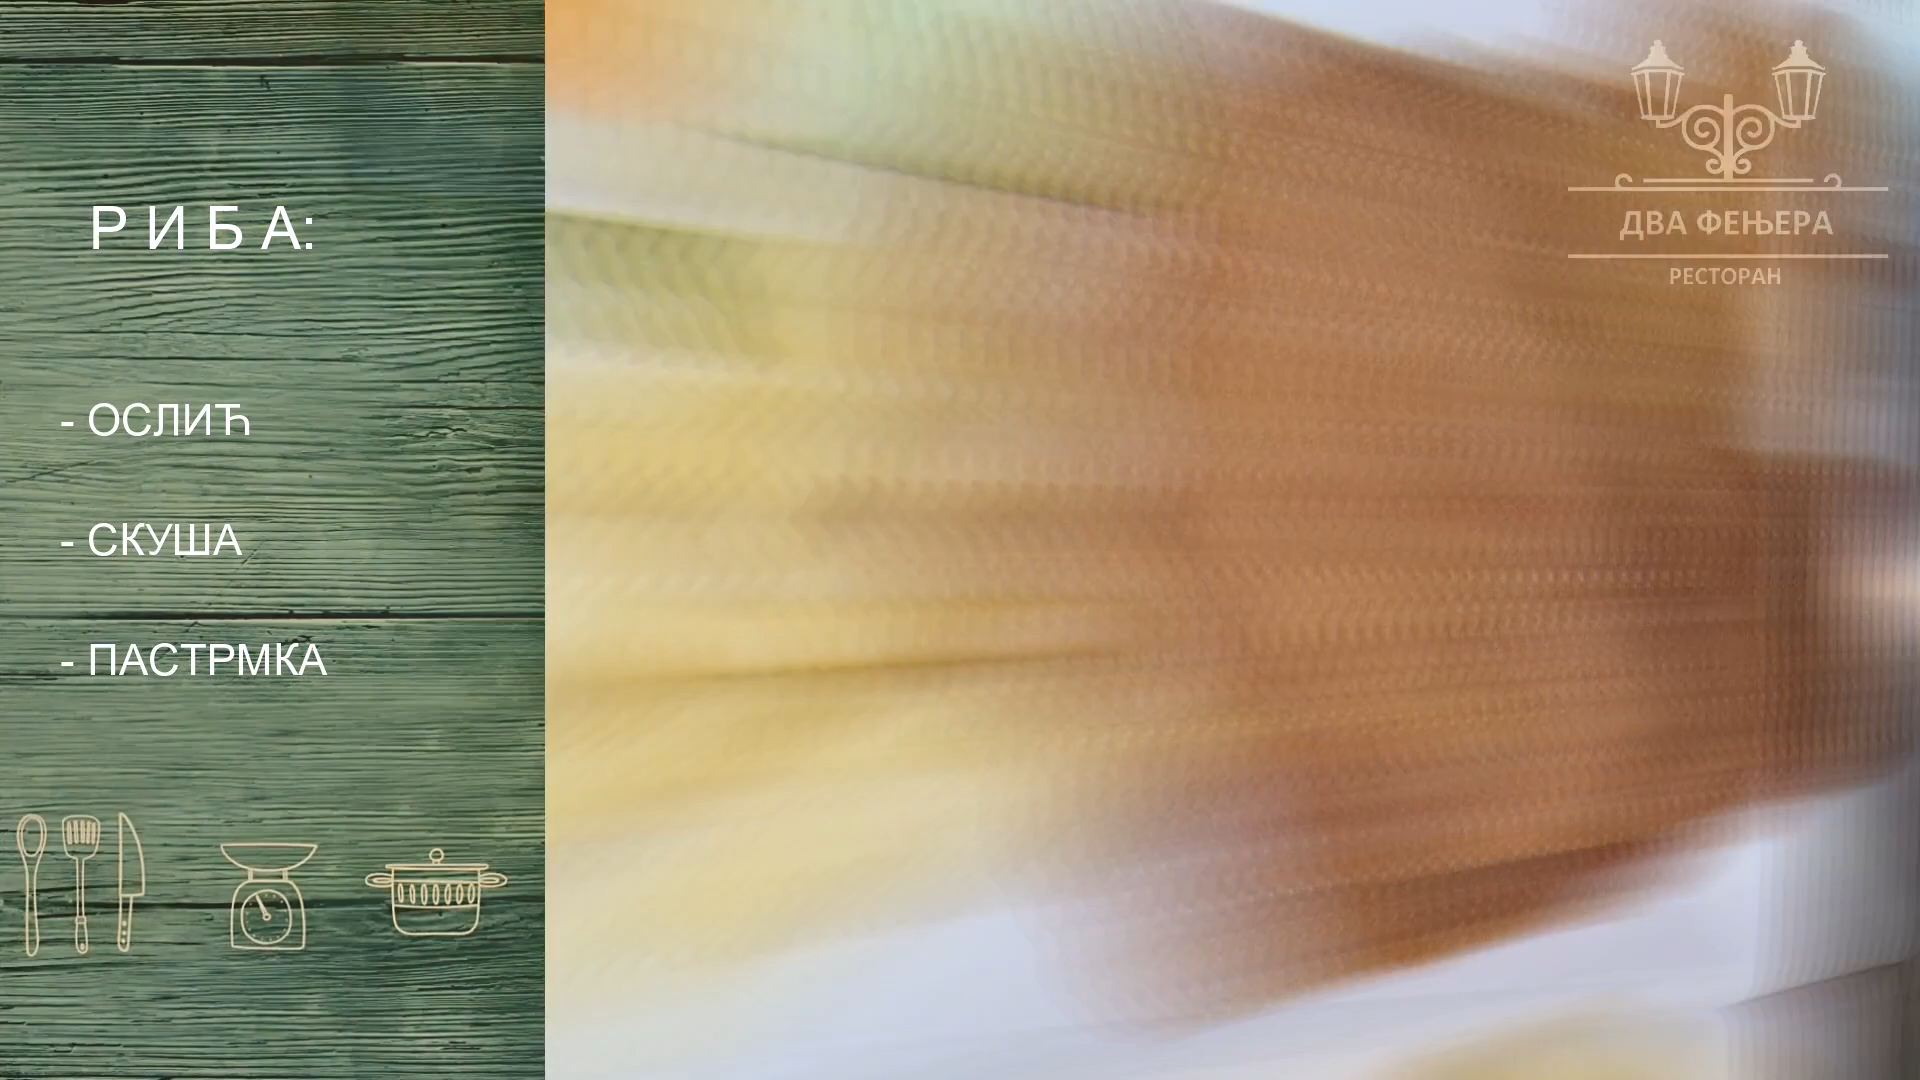 Р И Б А:
- ОСЛИЋ
- СКУША
- ПАСТРМКА
ДВА ФЕЊЕРА
РЕСТОРАН